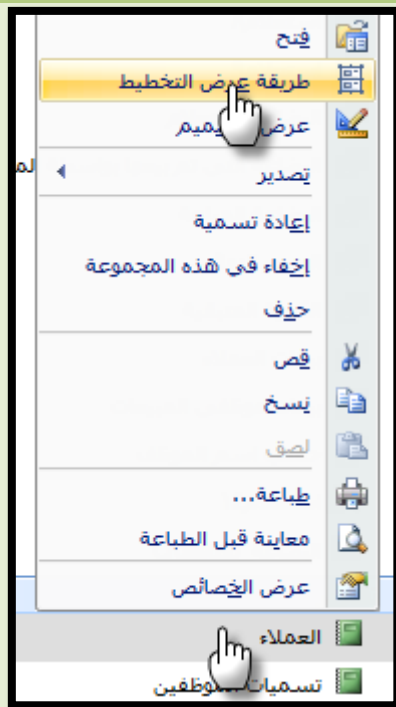 فتح
طريقة عرض التخطيط
عرض
تصدير
إعادة تسمية
إخفاء في هذه المجموعة
حذف
قص
نسخ
لصق
طباعة...
معاينة قبل الطباعة
عرض الخصائص
العملاء
تسميات